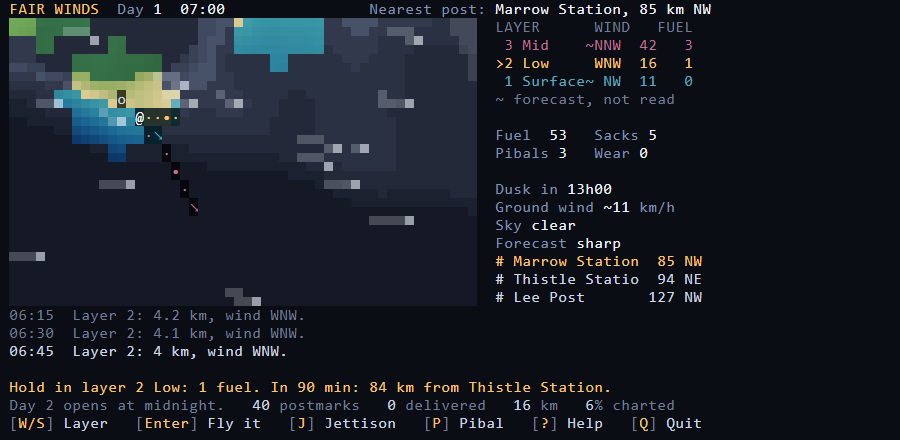 FAIR WINDS  Day 1  07:00  Nearest post: Marrow Station, 85 km NW
LAYER  WIND  FUEL
3 Mid  ~NNW  42  3
>2 Low  WNW  16  1
1 Surface~ NW  11  0
~ forecast, not read
Fuel  53  Sacks 5
Pibals 3  Wear 0
Dusk in 13h00
Ground wind ~11 km/h
Sky clear
Forecast sharp
# Marrow Station  85 NW
# Thistle Statio  94 NE
# Lee Post  127 NW
06:15  Layer 2: 4.2 km, wind WNW.
06:30  Layer 2: 4.1 km, wind WNW.
06:45  Layer 2: 4 km, wind WNW.
Hold in layer 2 Low: 1 fuel. In 90 min: 84 km from Thistle Station.
Day 2 opens at midnight.  40 postmarks  0 delivered  16 km  6% charted
[W/S] Layer  [Enter] Fly it  [J] Jettison  [P] Pibal  [?] Help  [Q] Quit